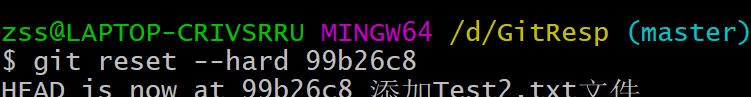 zss@LAPTOP-CRIVSRRU MINGW64 /d/GitResp (master)
$ git reset --hard 99b26c8
HEAD is now at 99b26c8 添加Test2.txt文件